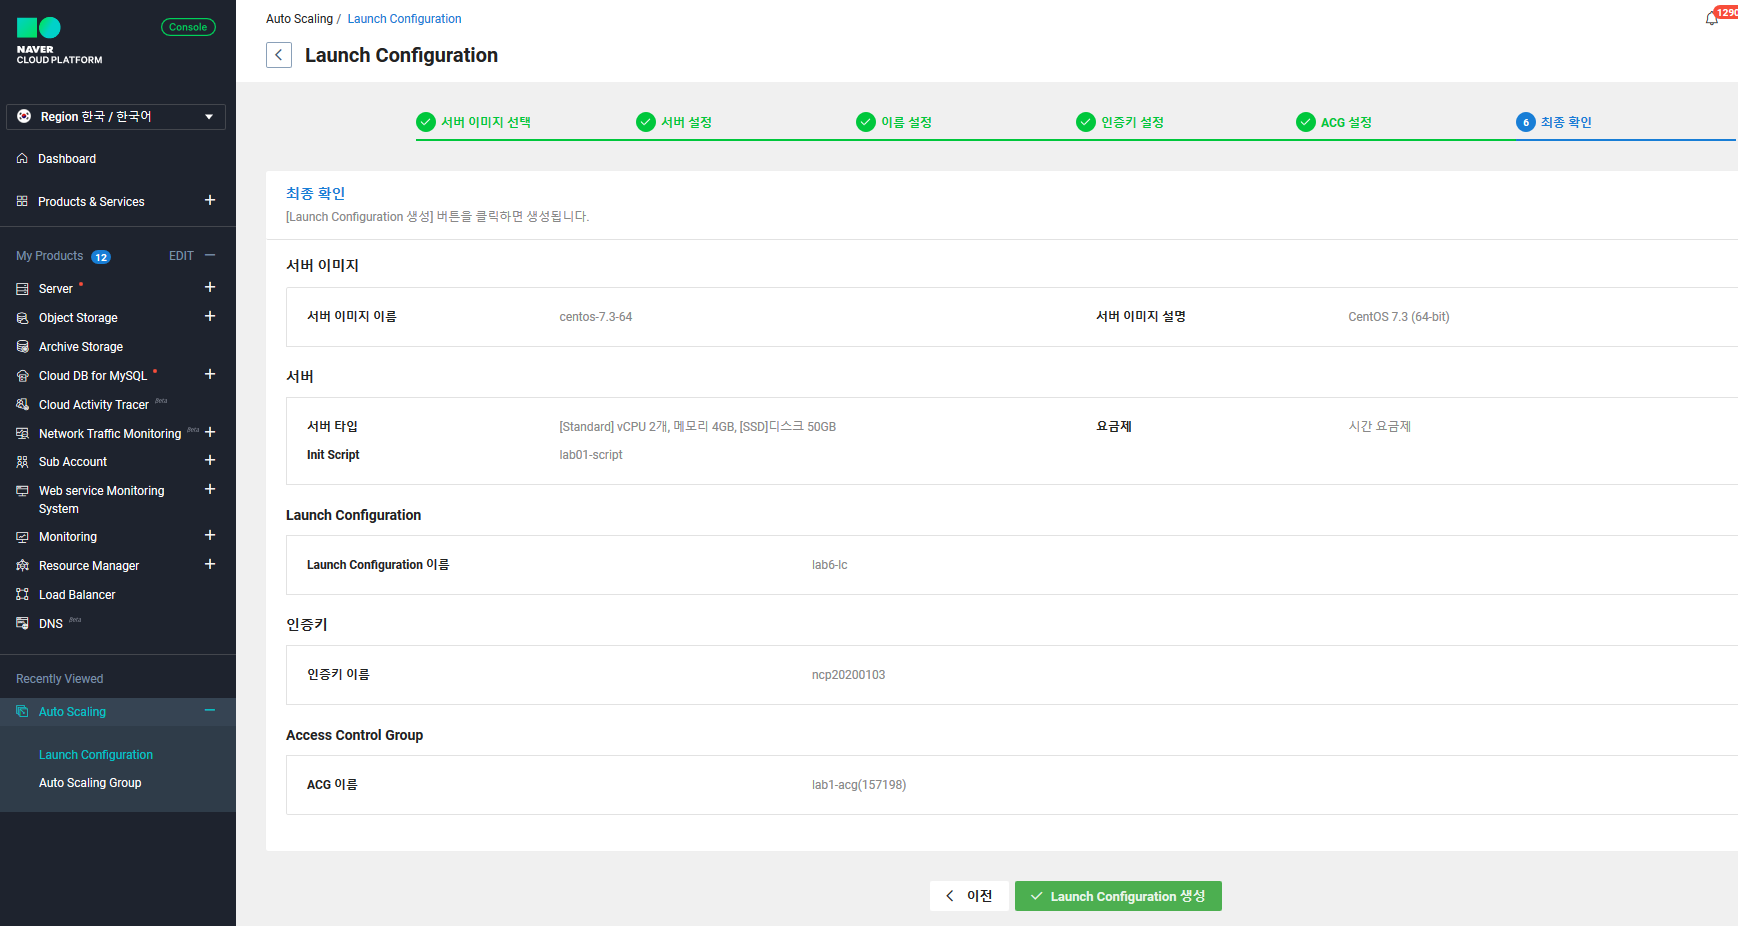 NAVER
CLOUD PLATFORM
Console
Region 한국 / 한국어
Dashboard
Products & Services
My Products 12 EDIT
Server
Object Storage
Archive Storage
Cloud DB for MySQL
Cloud Activity Tracer Beta
Network Traffic Monitoring Beta
Sub Account
Web service Monitoring
System
Monitoring
Resource Manager
Load Balancer
DNS Beta
Recently Viewed
Auto Scaling
Launch Configuration
Auto Scaling Group
Auto Scaling / Launch Configuration
1290
Launch Configuration
서버 이미지 선택
서버 설정
이름 설정
인증키 설정
ACG 설정
6 최종 확인
최종 확인
[Launch Configuration 생성] 버튼을 클릭하면 생성됩니다.
서버 이미지
서버 이미지 이름 centos-7.3-64 서버 이미지 설명 CentOS 7.3 (64-bit)
서버
서버 타입 [Standard] vCPU 2개, 메모리 4GB, [SSD]디스크 50GB 요금제 시간 요금제
Init Script lab01-script
Launch Configuration
Launch Configuration 이름 lab6-lc
인증키
인증키 이름 ncp20200103
Access Control Group
ACG 이름 lab1-acg(157198)
이전
Launch Configuration 생성